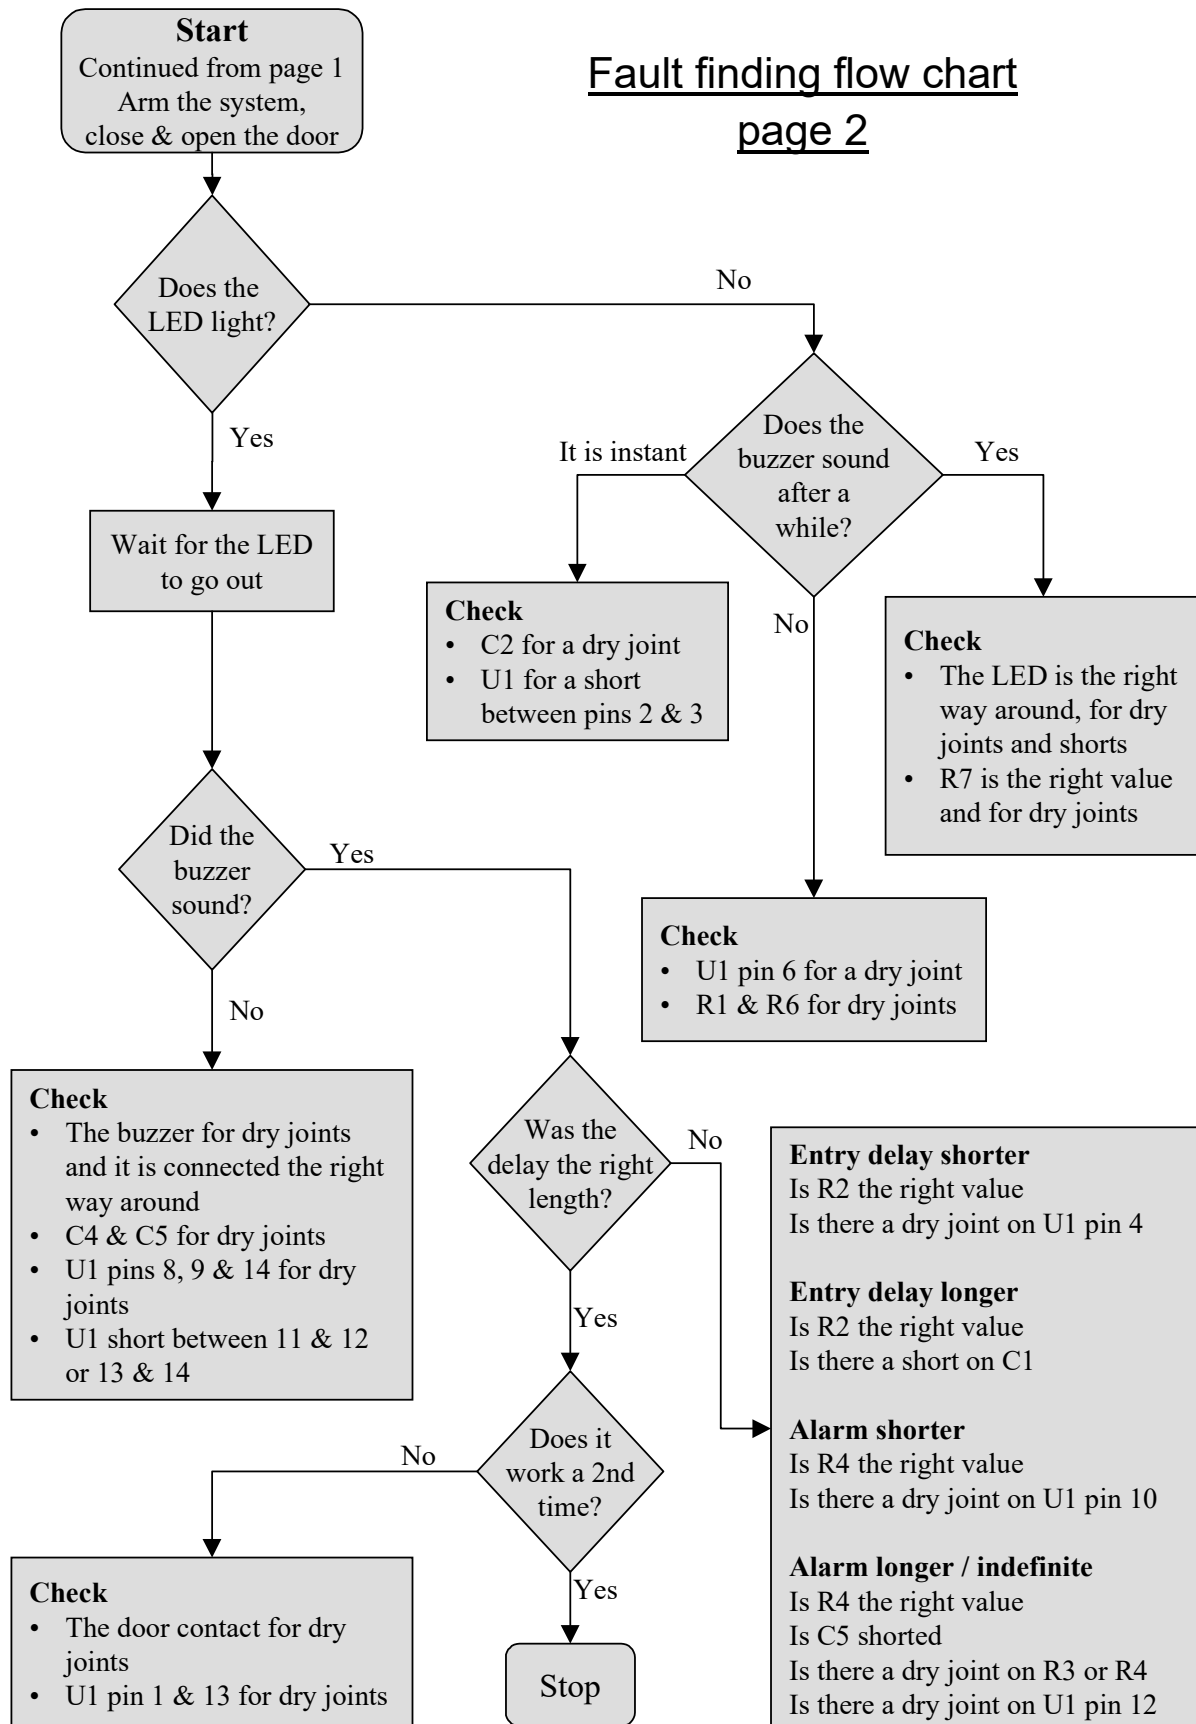 Start
Continued from page 1
Arm the system,
close & open the door
Fault finding flow chart
page 2
Does the
LED light?
No
Yes
Does the
buzzer sound
after a
while?
It is instant
Yes
No
Wait for the LED
to go out
Check
• C2 for a dry joint
• U1 for a short
between pins 2 & 3
Check
• The LED is the right
way around, for dry
joints and shorts
• R7 is the right value
and for dry joints
Did the
buzzer
sound?
Yes
No
Check
• U1 pin 6 for a dry joint
• R1 & R6 for dry joints
Check
• The buzzer for dry joints
and it is connected the right
way around
• C4 & C5 for dry joints
• U1 pins 8, 9 & 14 for dry
joints
• U1 short between 11 & 12
or 13 & 14
Was the
delay the right
length?
No
Yes
Entry delay shorter
Is R2 the right value
Is there a dry joint on U1 pin 4
Entry delay longer
Is R2 the right value
Is there a short on C1
Alarm shorter
Is R4 the right value
Is there a dry joint on U1 pin 10
Alarm longer / indefinite
Is R4 the right value
Is C5 shorted
Is there a dry joint on R3 or R4
Is there a dry joint on U1 pin 12
Does it
work a 2nd
time?
No
Yes
Check
• The door contact for dry
joints
• U1 pin 1 & 13 for dry joints
Stop